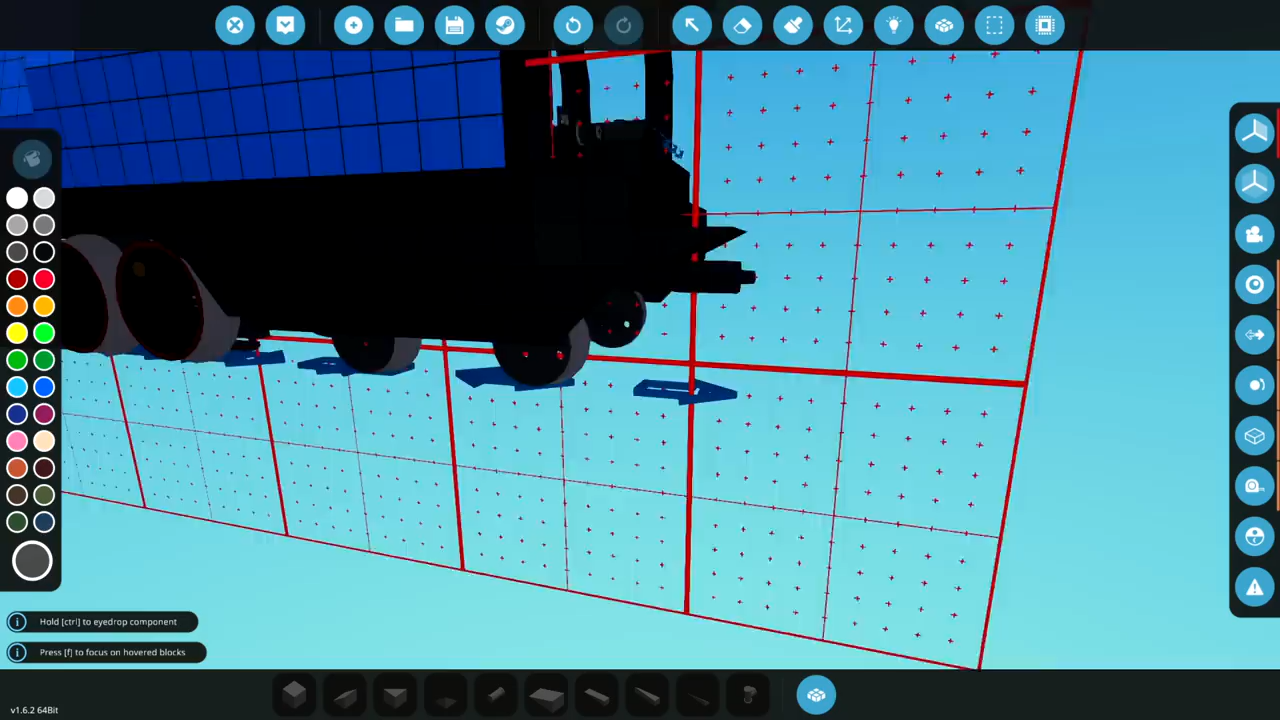 Hold [ctrl] to eyedrop component
Press [f] to focus on hovered blocks
v1.6.2 64Bit